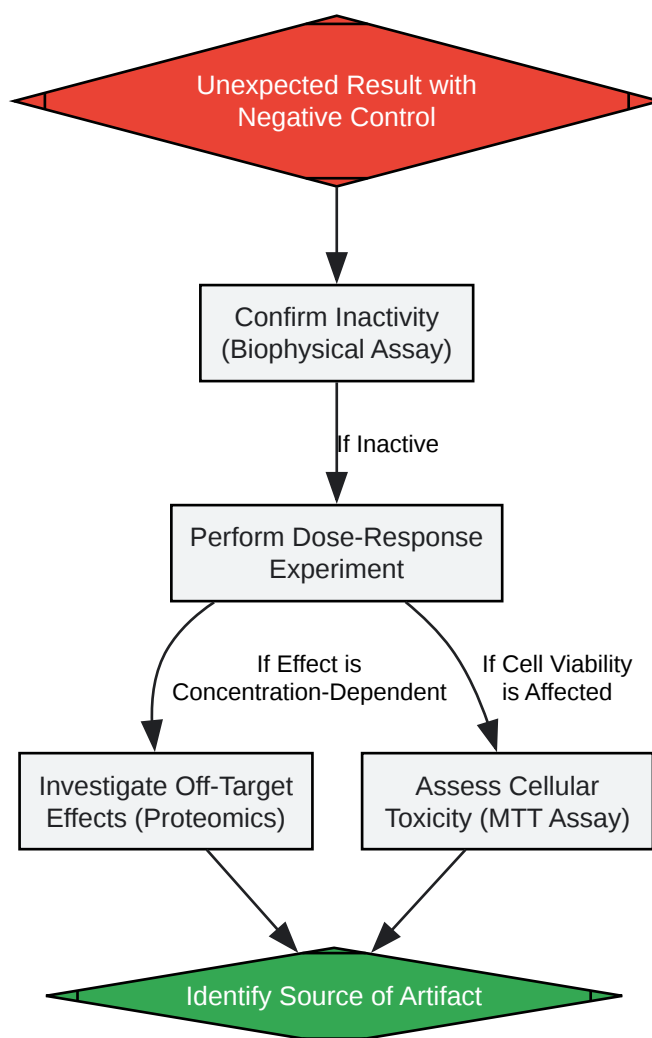 Unexpected Result with
Negative Control
Confirm Inactivity
(Biophysical Assay)
If Inactive
Perform Dose-Response
Experiment
If Effect is
Concentration-Dependent
If Cell Viability
is Affected
Investigate Off-Target
Effects (Proteomics)
Assess Cellular
Toxicity (MTT Assay)
Identify Source of Artifact